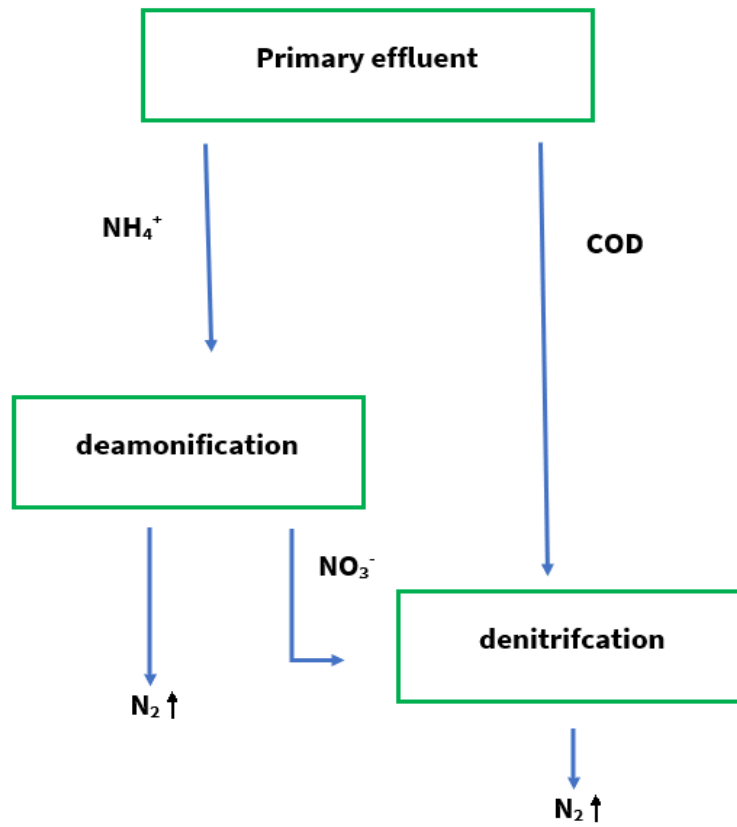 Primary effluent
NH₄⁺
COD
deamonification
NO₃⁻
denitrifcation
N₂
N₂